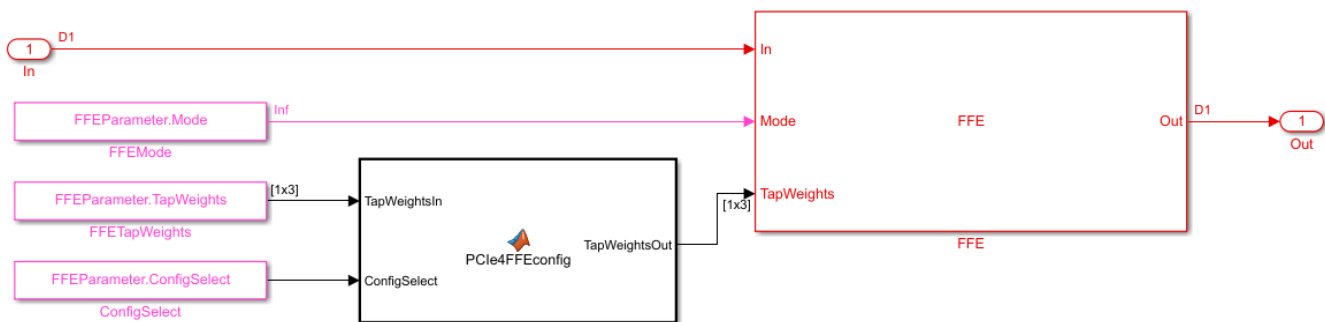 D1
1
In
In
FFEParameter.Mode
Inf
FFEMode
Mode
FFE
Out
D1
1
Out
FFEParameter.TapWeights
[1x3]
FFETapWeights
TapWeightsIn
PCIe4FFEconfig
TapWeightsOut
[1x3]
TapWeights
FFE
FFEParameter.ConfigSelect
ConfigSelect
ConfigSelect